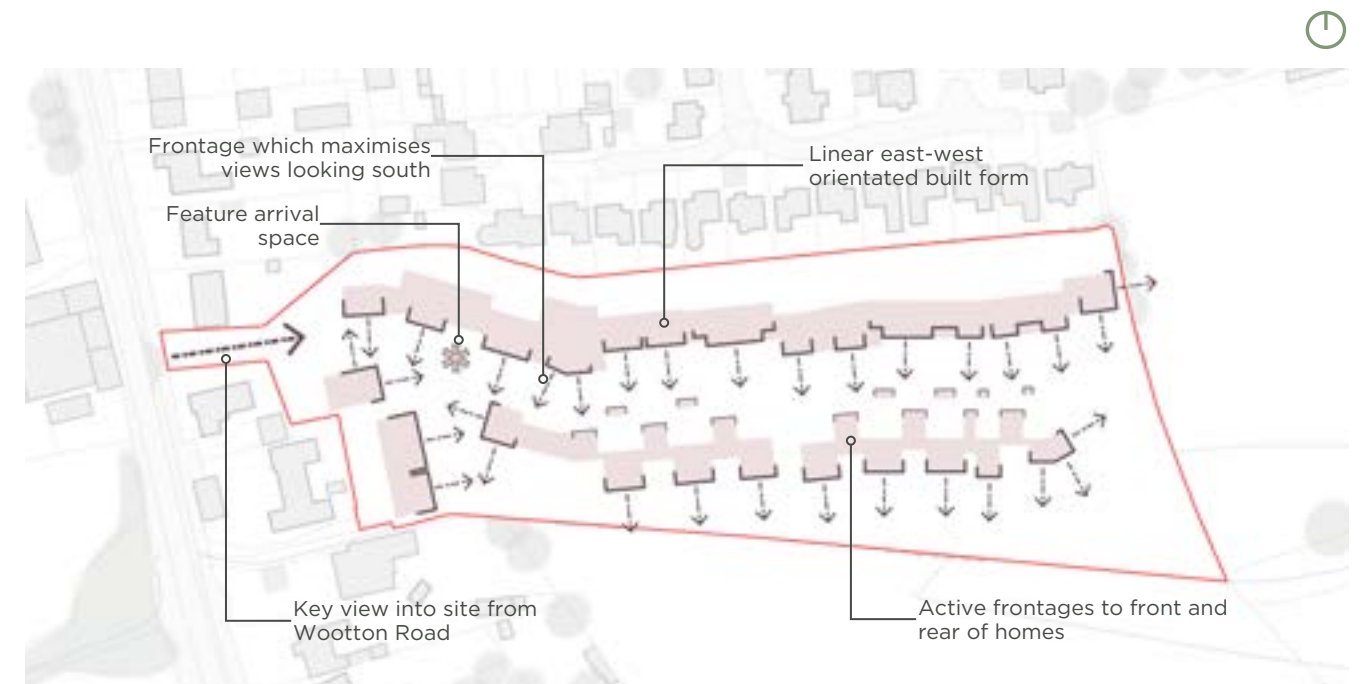 Frontage which maximises
views looking south
Linear east-west
orientated built form
Feature arrival
space
Key view into site from
Wootton Road
Active frontages to front and
rear of homes